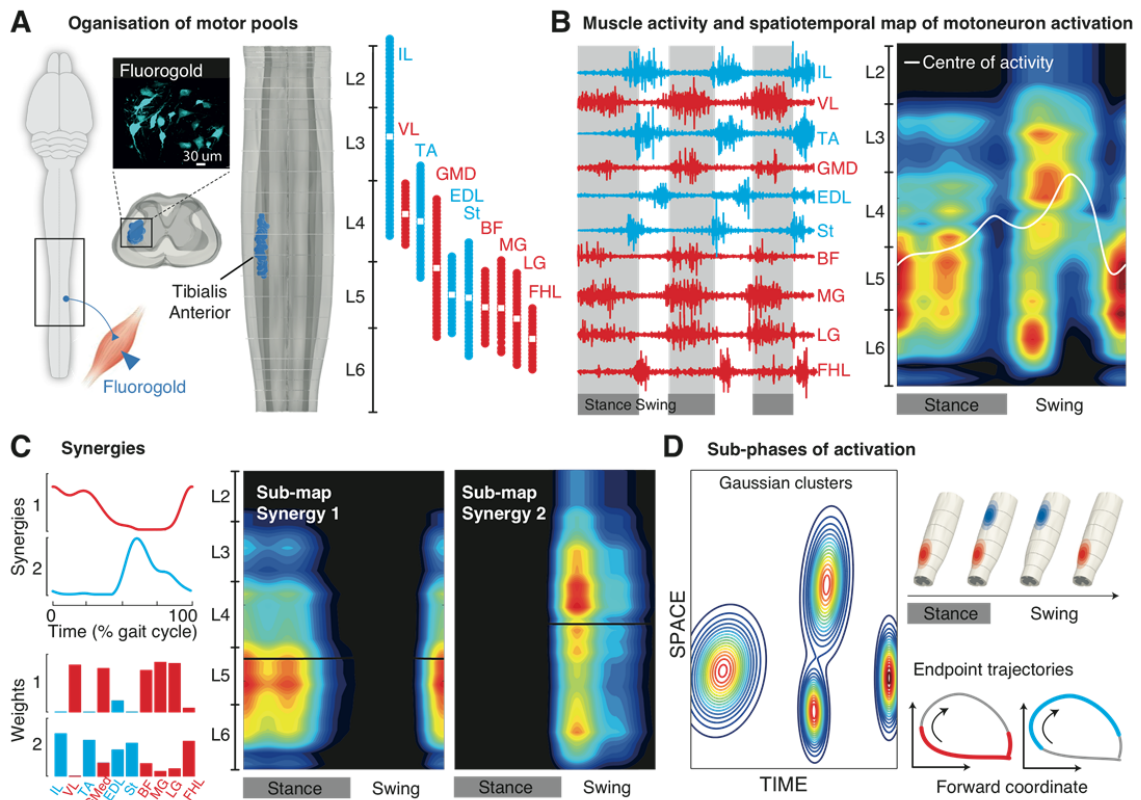 A
Oganisation of motor pools
Fluorogold
30 um
Tibialis
Anterior
Fluorogold
L2
L3
L4
L5
L6
IL
VL
TA
GMD
EDL
St
BF
MG
LG
FHL
B
Muscle activity and spatiotemporal map of motoneuron activation
IL
VL
TA
GMD
EDL
St
BF
MG
LG
FHL
Stance Swing
L2
L3
L4
L5
L6
Centre of activity
Stance Swing
C
Synergies
Synergies
1
2
0 100
Time (% gait cycle)
Weights
1
2
IL VL TA GMed EDL St BF MG LG FHL
L2
L3
L4
L5
L6
Sub-map
Synergy 1
Stance Swing
Sub-map
Synergy 2
Stance Swing
D
Sub-phases of activation
Gaussian clusters
SPACE
TIME
Stance Swing
Endpoint trajectories
Forward coordinate